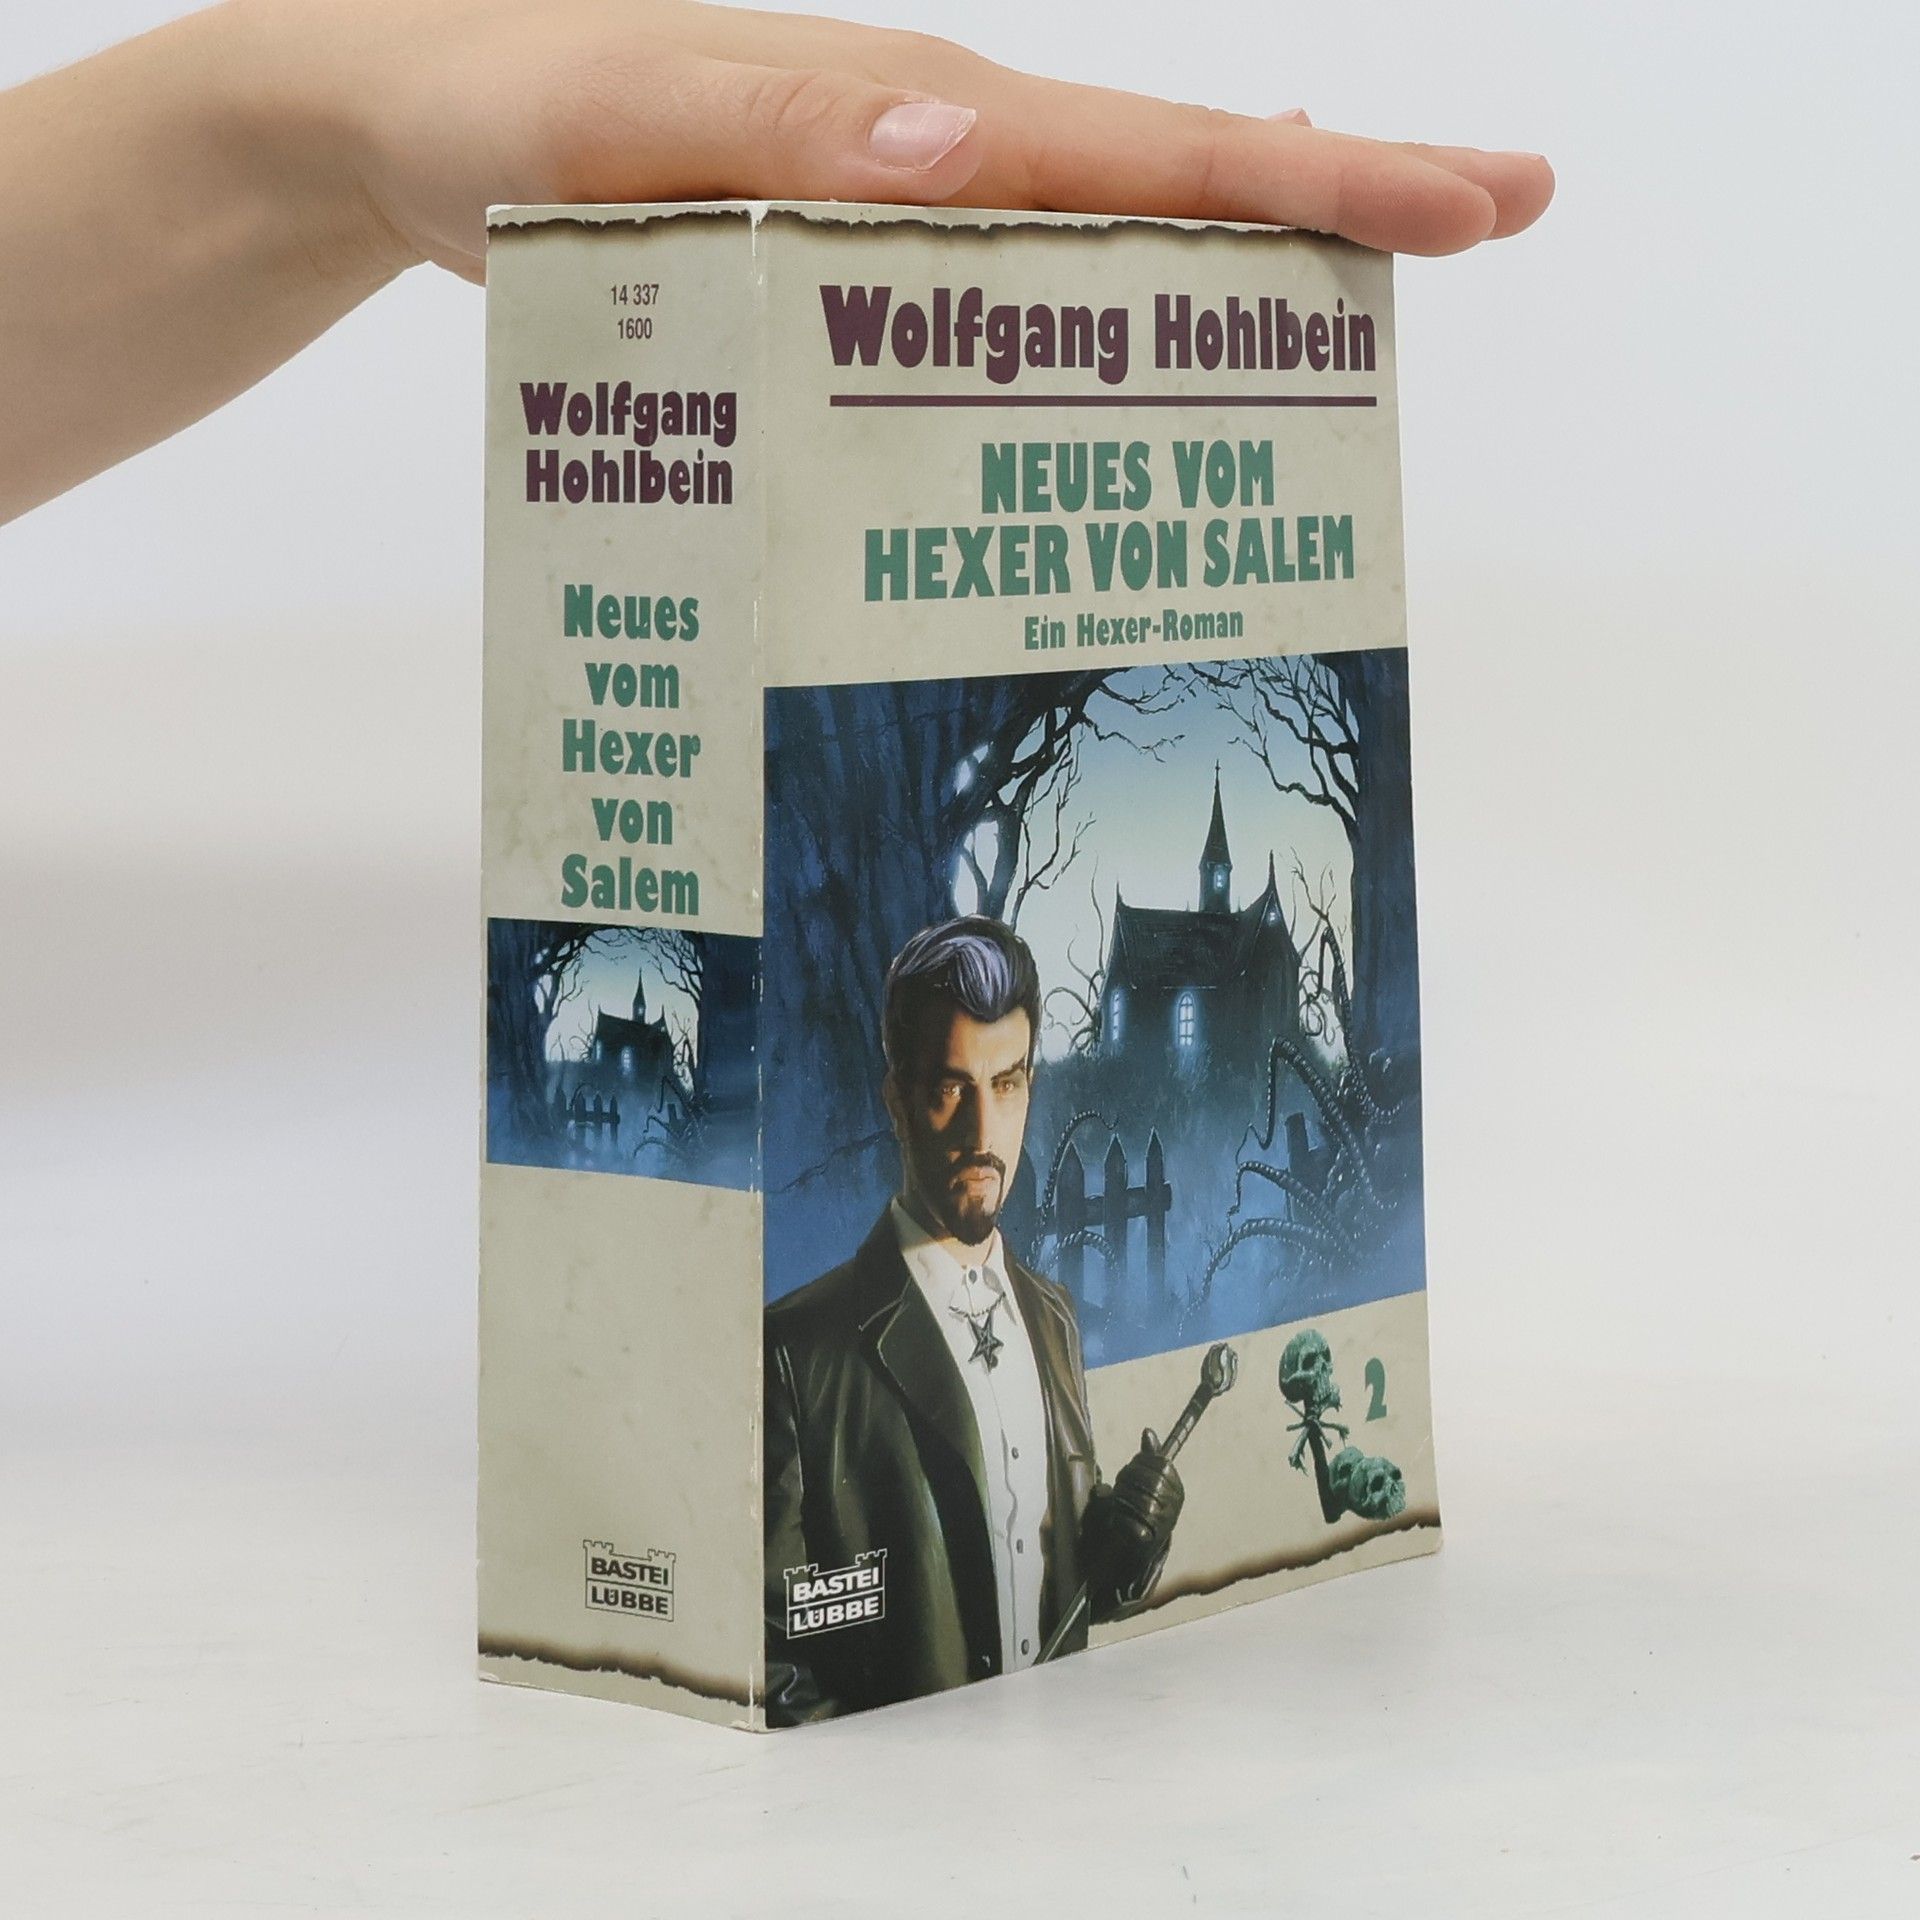 14 337
1600
Wolfgang
Hohlbein
Neues
vom
Hexer
von
Salem
BASTEI
LÜBBE
Wolfgang Hohlbein
NEUES VOM
HEXER VON SALEM
Ein Hexer-Roman
2
BASTEI
LÜBBE